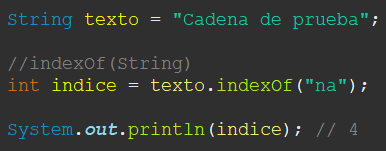 String texto = "Cadena de prueba";
//indexOf(String)
int indice = texto.indexOf("na");
System.out.println(indice); // 4